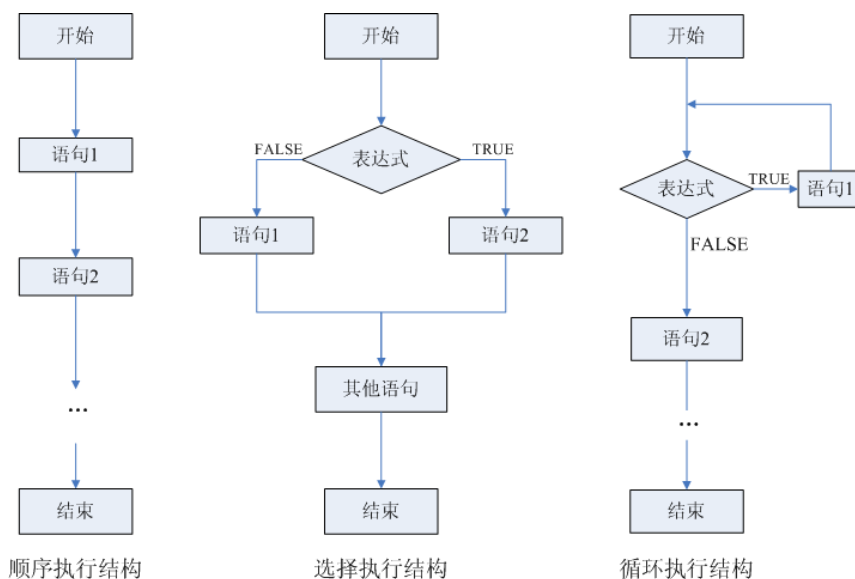 开始
语句1
语句2
...
结束
顺序执行结构
开始
表达式
FALSE
TRUE
语句1
语句2
其他语句
结束
选择执行结构
开始
表达式
TRUE
语句1
FALSE
语句2
...
结束
循环执行结构